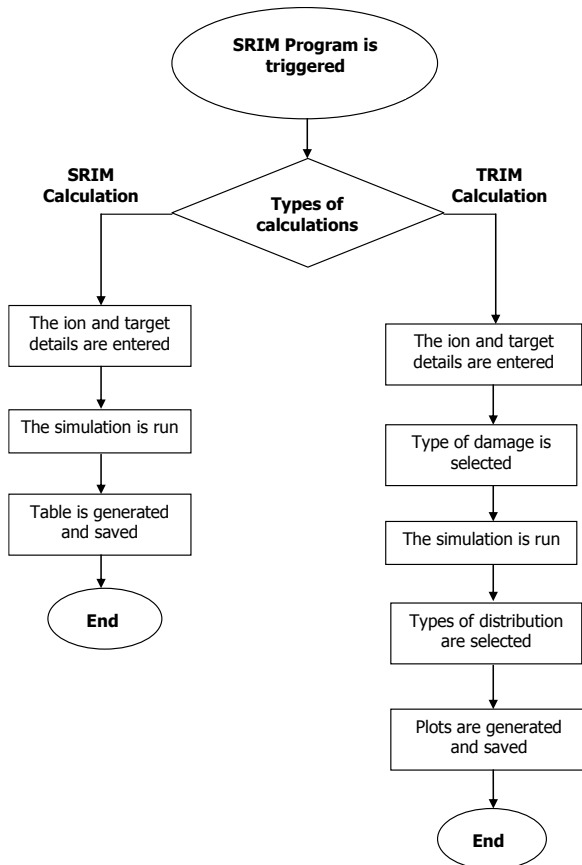 SRIM Program is
triggered
Types of
calculations
SRIM
Calculation
The ion and target
details are entered
The simulation is run
Table is generated
and saved
End
TRIM
Calculation
The ion and target
details are entered
Type of damage is
selected
The simulation is run
Types of distribution
are selected
Plots are generated
and saved
End